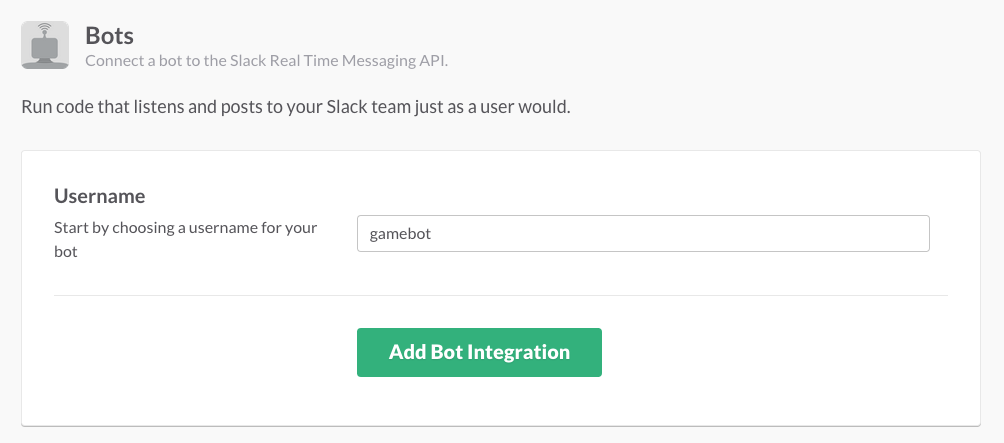 Bots
Connect a bot to the Slack Real Time Messaging API.
Run code that listens and posts to your Slack team just as a user would.
Username
Start by choosing a username for your
bot
gamebot
Add Bot Integration